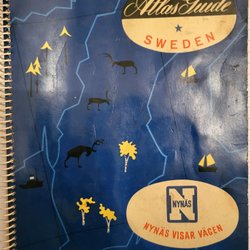 Atlas Guide
SWEDEN
NYNÄS
N
NYNÄS VISAR VÄGEN